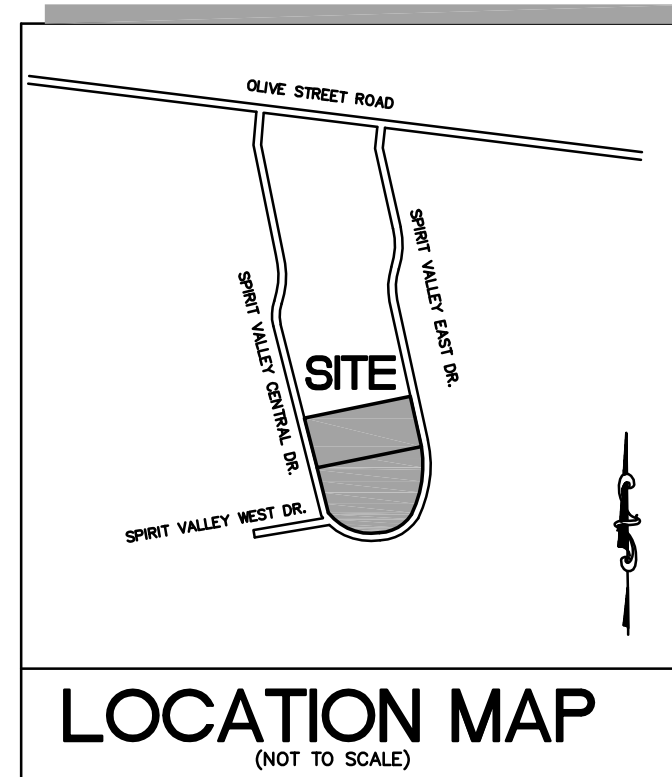 OLIVE STREET ROAD
SPIRIT VALLEY EAST DR.
SPIRIT VALLEY CENTRAL DR.
SITE
SPIRIT VALLEY WEST DR.
LOCATION MAP
(NOT TO SCALE)